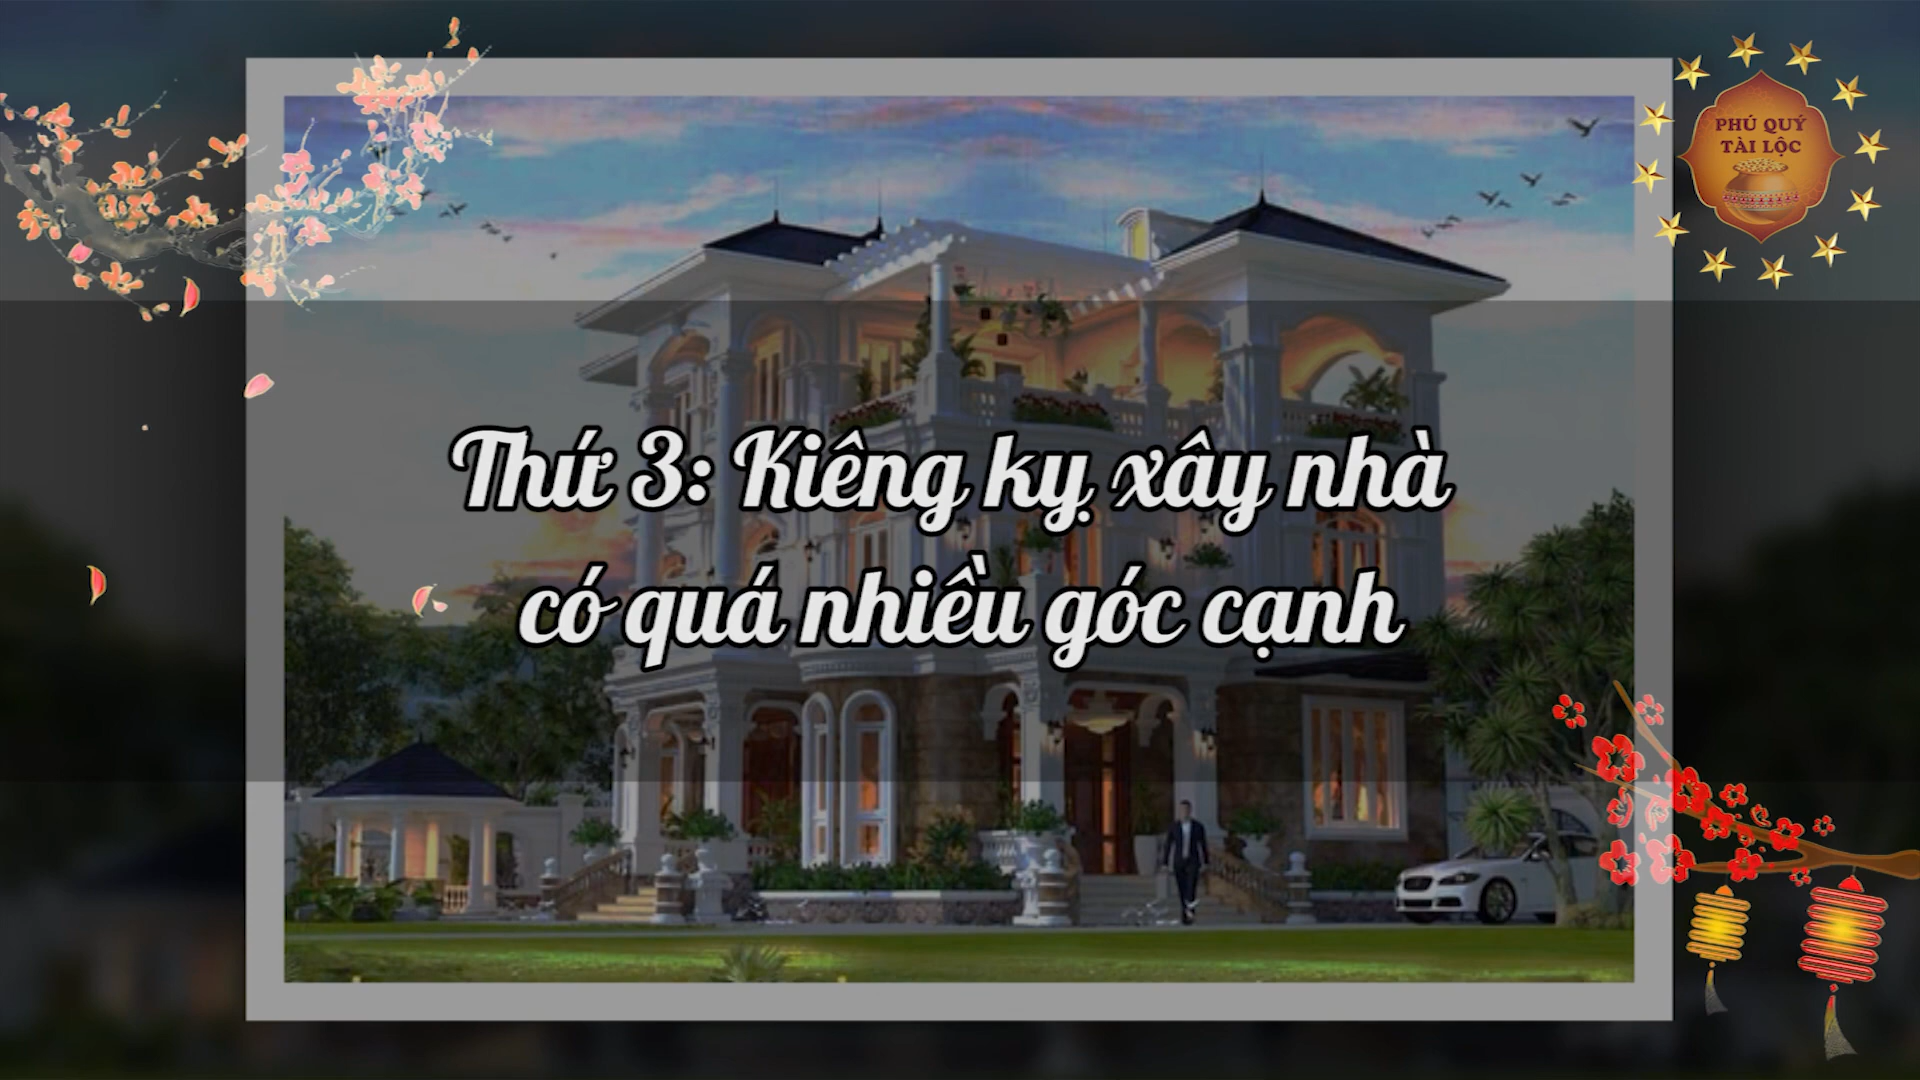 PHÚ QUÝ
TÀI LỘC
Thứ 3: Kiêng kỵ xây nhà
có quá nhiều góc cạnh